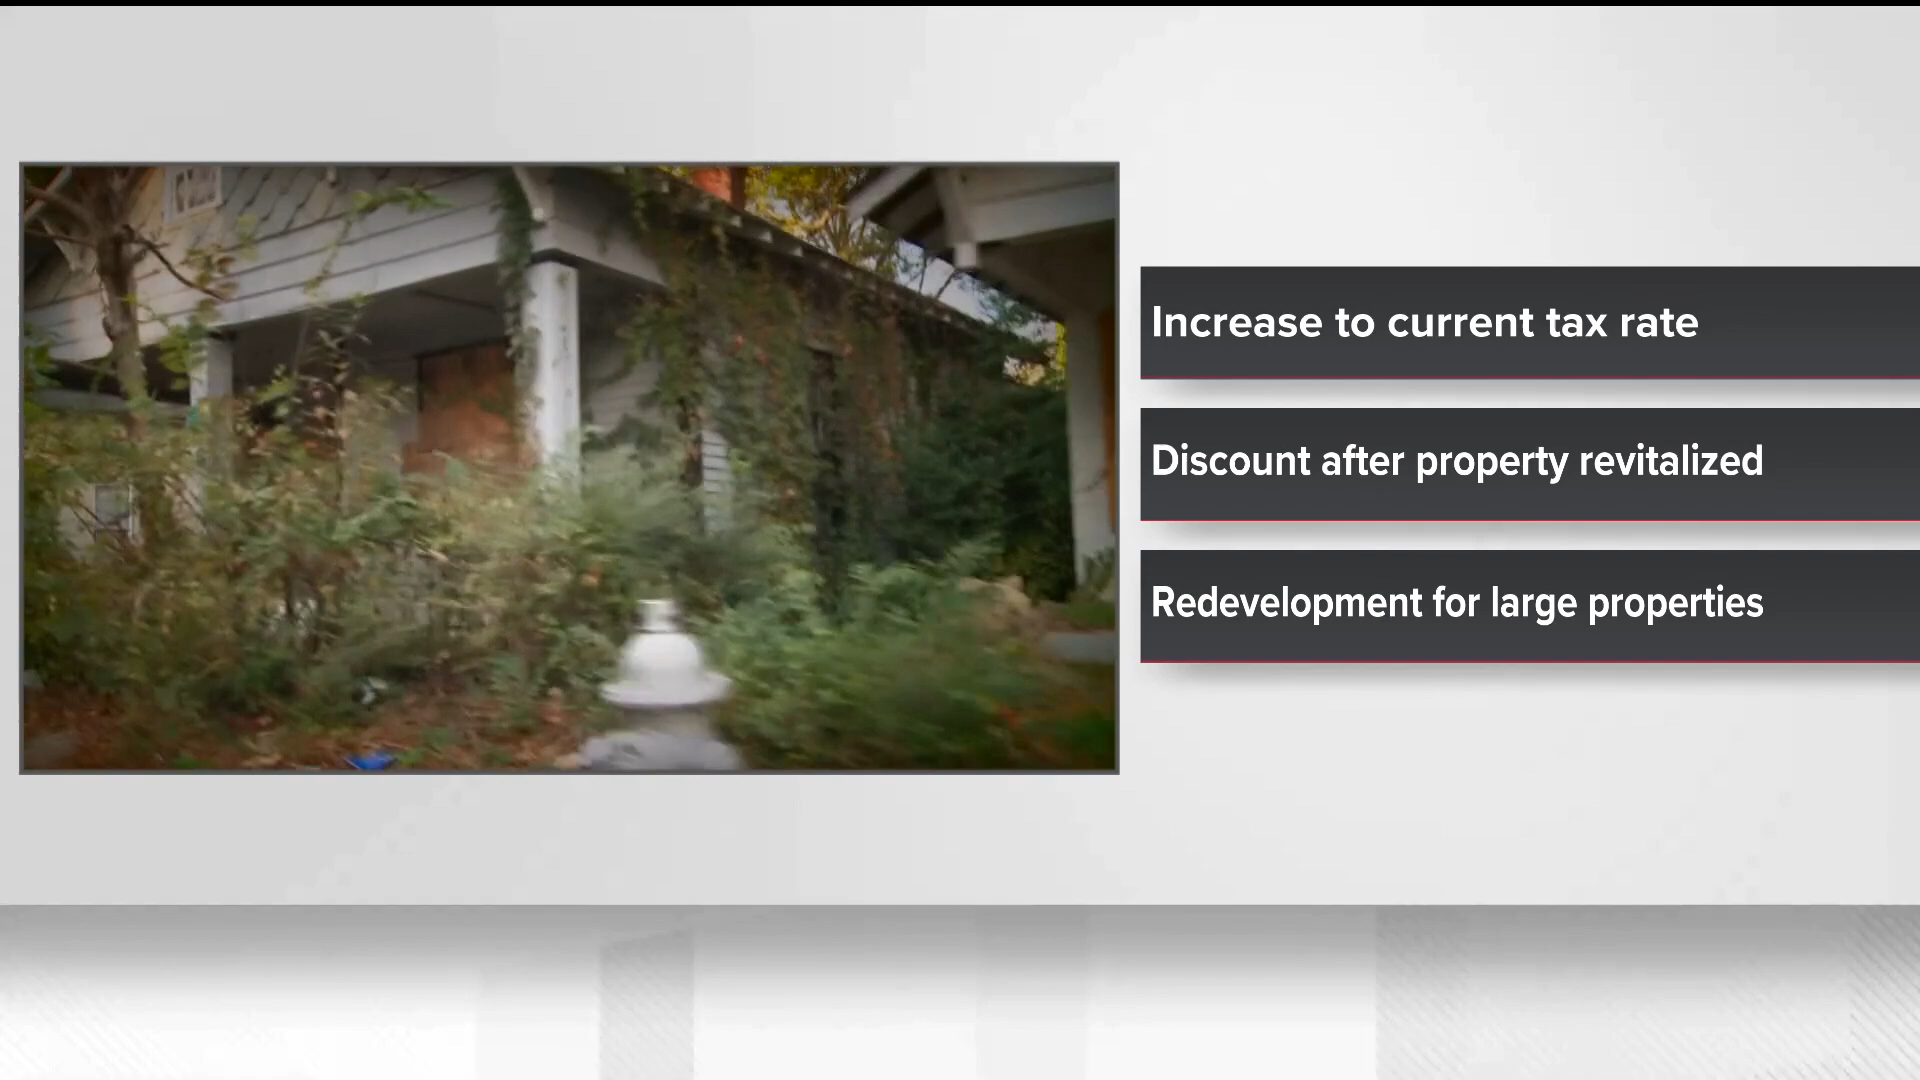 Increase to current tax rate
Discount after property revitalized
Redevelopment for large properties